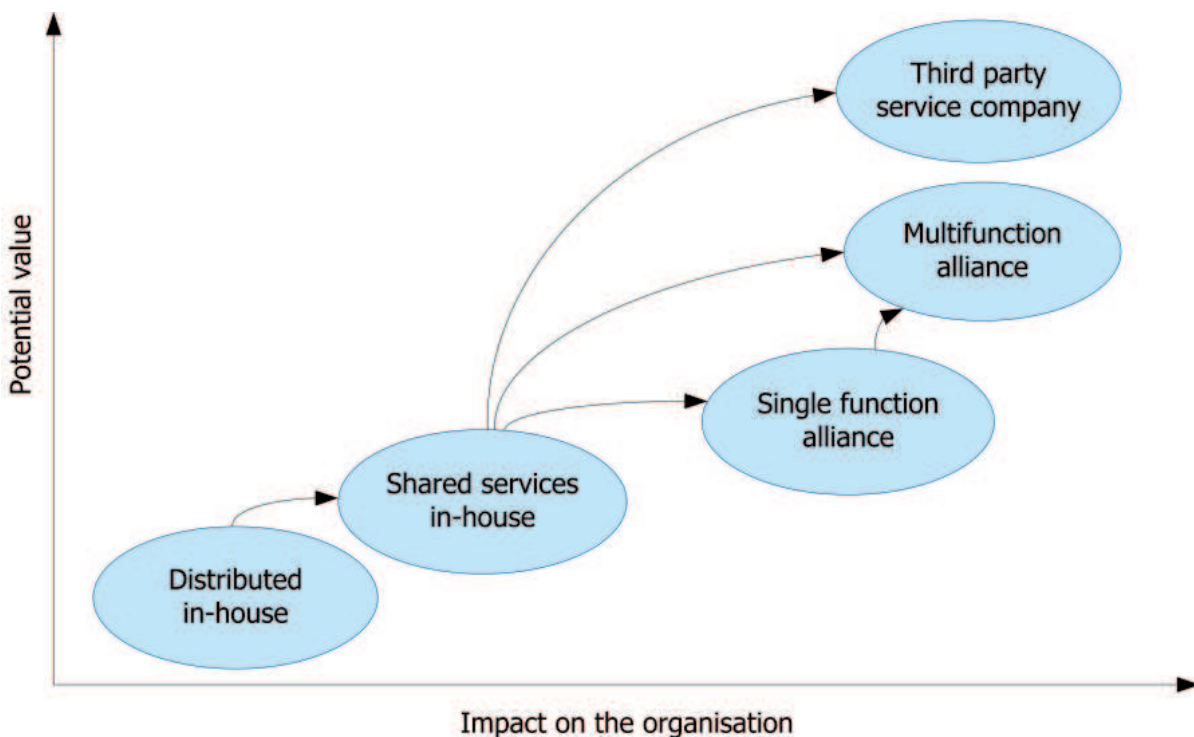 Third party
service company
Multifunction
alliance
Single function
alliance
Shared services
in-house
Distributed
in-house
Potential value
Impact on the organisation